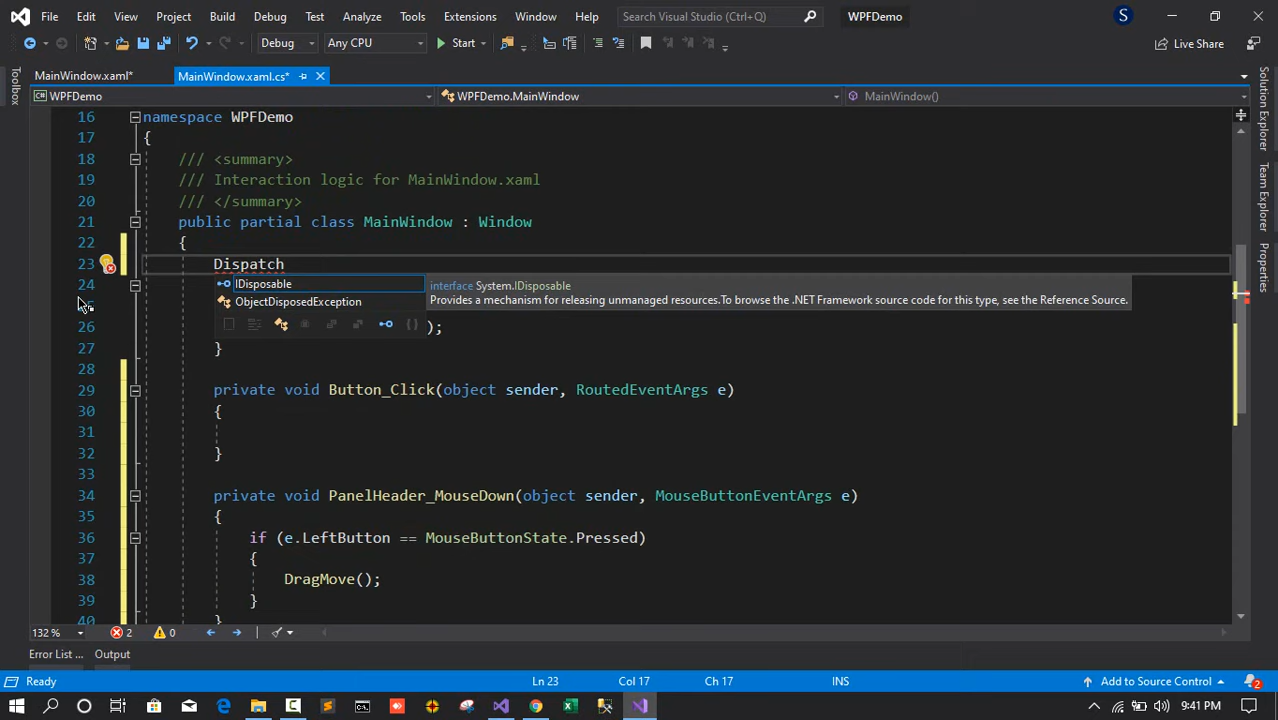 File Edit View Project Build Debug Test Analyze Tools Extensions Window Help Search Visual Studio (Ctrl+Q) WPFDemo S
Debug Any CPU Start Live Share
MainWindow.xaml* MainWindow.xaml.cs*
WPFDemo WPFDemo.MainWindow MainWindow()
Toolbox
Solution Explorer
Team Explorer
Properties
16 namespace WPFDemo
17 {
18 /// <summary>
19 /// Interaction logic for MainWindow.xaml
20 /// </summary>
21 public partial class MainWindow : Window
22 {
23 Dispatch
24 IDisposable interface System.IDisposable
ObjectDisposedException Provides a mechanism for releasing unmanaged resources.To browse the .NET Framework source code for this type, see the Reference Source.
26 );
27 }
28
29 private void Button_Click(object sender, RoutedEventArgs e)
30 {
31
32 }
33
34 private void PanelHeader_MouseDown(object sender, MouseButtonEventArgs e)
35 {
36 if (e.LeftButton == MouseButtonState.Pressed)
37 {
38 DragMove();
39 }
40 }
132 % 2 0
Error List ... Output
Ready Ln 23 Col 17 Ch 17 INS Add to Source Control 2
9:41 PM